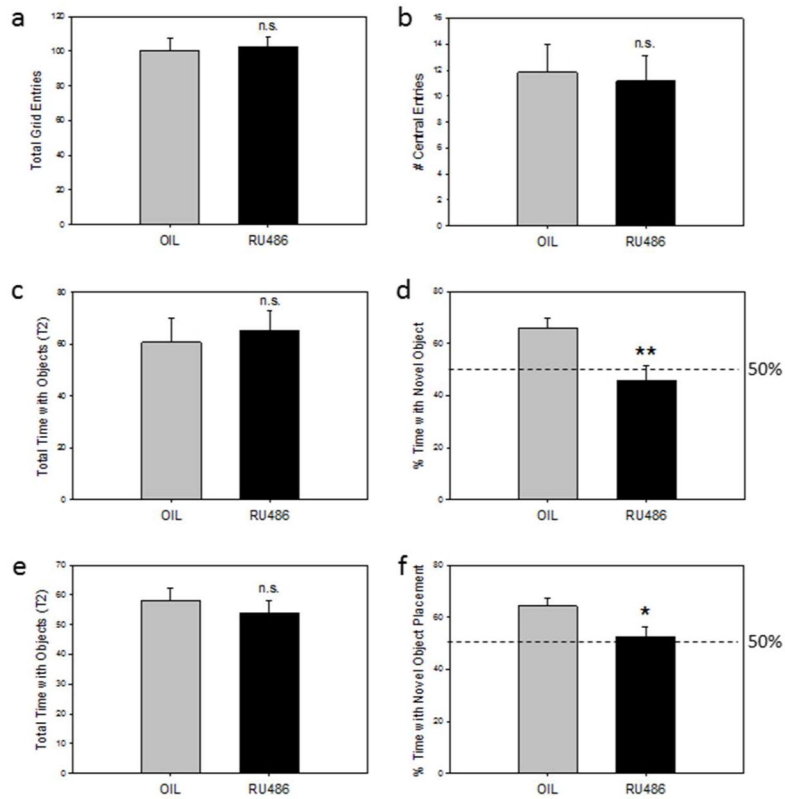 a
n.s.
Total Grid Entries
120
100
80
60
40
20
0
OIL
RU486
b
n.s.
# Central Entries
16
14
12
10
8
6
4
2
0
OIL
RU486
c
n.s.
Total Time with Objects (T2)
80
60
40
20
0
OIL
RU486
d
**
50%
% Time with Novel Object
80
60
40
20
0
OIL
RU486
e
n.s.
Total Time with Objects (T2)
70
60
50
40
30
20
10
0
OIL
RU486
f
*
50%
% Time with Novel Object Placement
80
60
40
20
0
OIL
RU486